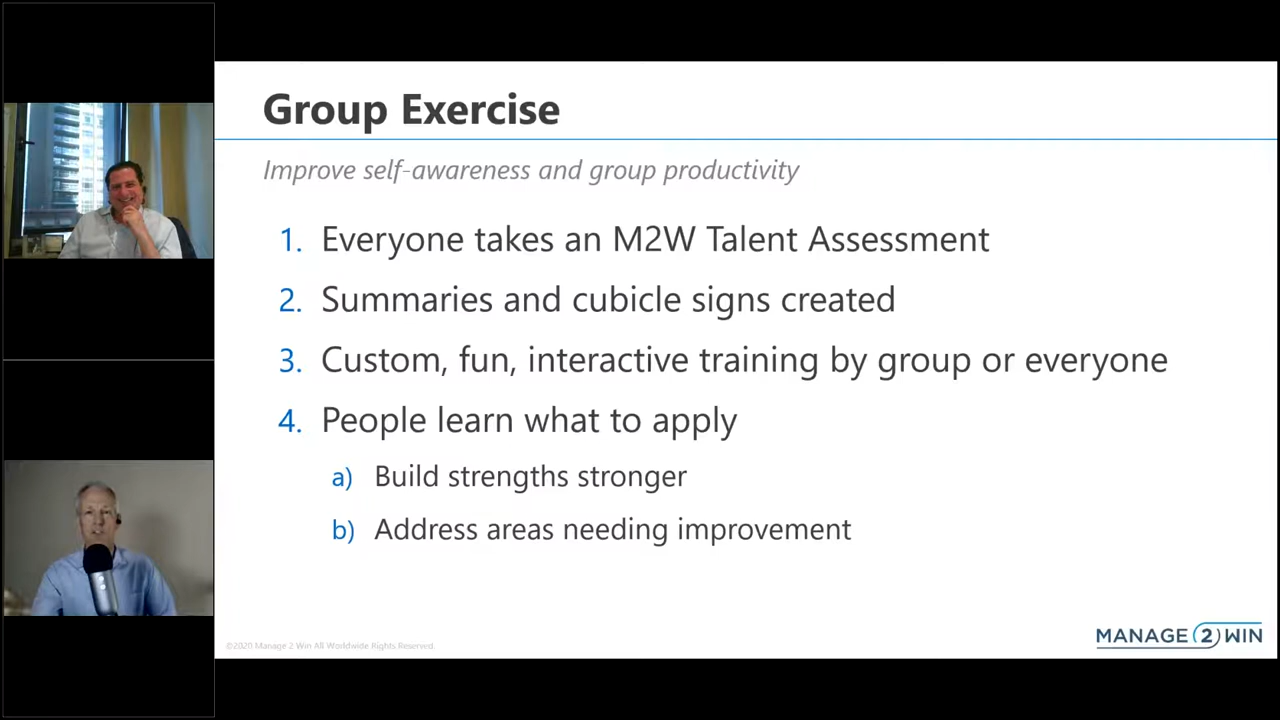 Group Exercise
Improve self-awareness and group productivity
1. Everyone takes an M2W Talent Assessment
2. Summaries and cubicle signs created
3. Custom, fun, interactive training by group or everyone
4. People learn what to apply
a) Build strengths stronger
b) Address areas needing improvement
©2020 Manage 2 Win All Worldwide Rights Reserved.
MANAGE 2 WIN